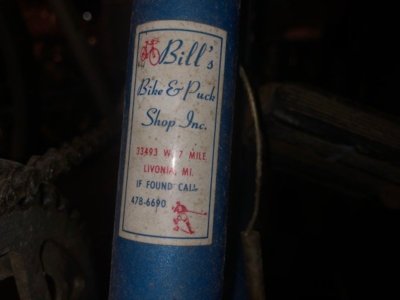 Bill's
Bike & Puck
Shop Inc.
33493 W. 7 MILE
LIVONIA, MI.
IF FOUND CALL
478-6690